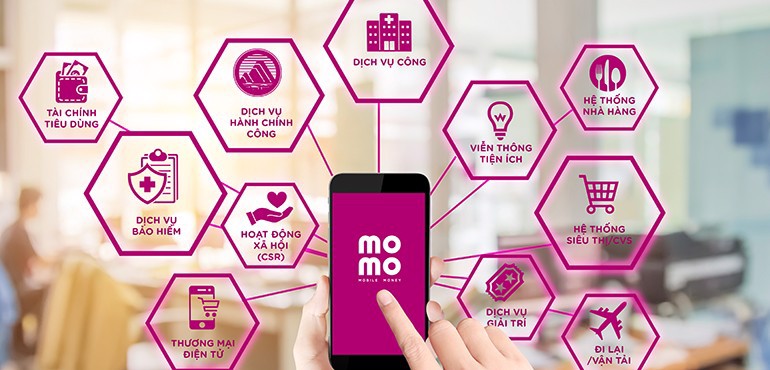 DỊCH VỤ CÔNG
TÀI CHÍNH
TIÊU DÙNG
DỊCH VỤ
HÀNH CHÍNH
CÔNG
VIỄN THÔNG
TIỆN ÍCH
HỆ THỐNG
NHÀ HÀNG
DỊCH VỤ
BẢO HIỂM
HOẠT ĐỘNG
XÃ HỘI
(CSR)
mo
mo
MOBILE MONEY
HỆ THỐNG
SIÊU THỊ/CVS
THƯƠNG MẠI
ĐIỆN TỬ
DỊCH VỤ
GIẢI TRÍ
ĐI LẠI
/VẬN TẢI